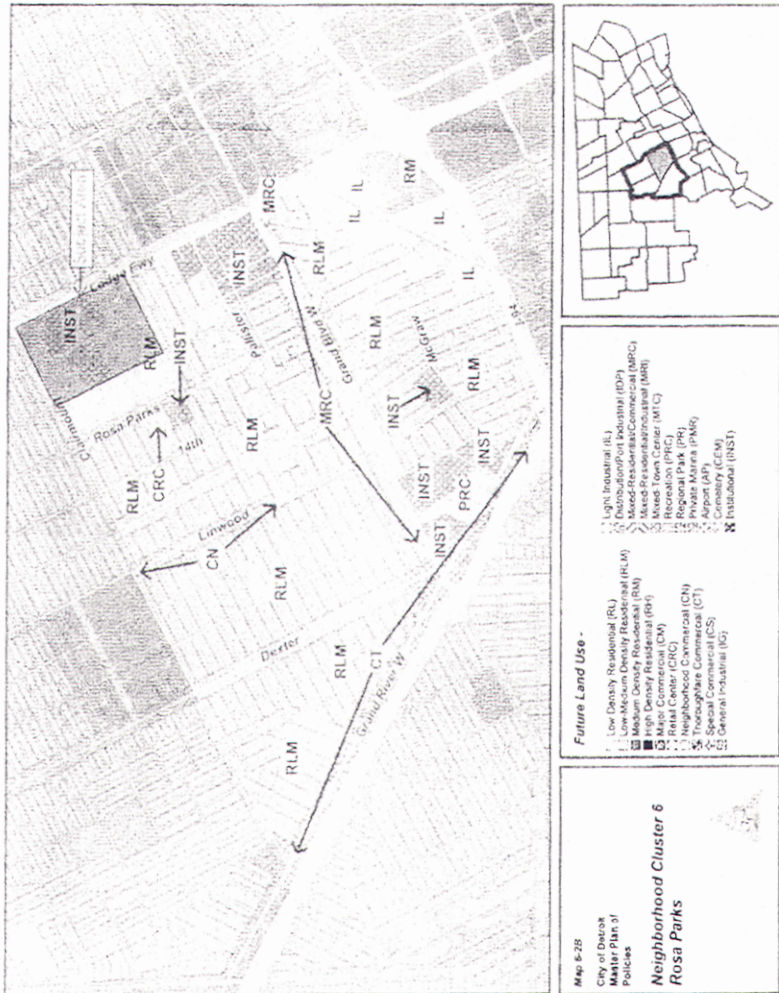 INST
Clairmount
Lodge Fwy
RLM
Rosa Parks
INST
14th
RLM
CRC
Linwood
CN
RLM
RLM
Pallister
INST
MRC
Grand Blvd W
RLM
MRC
IL
IL
IL
RM
IL
I 94
RLM
McGraw
RLM
INST
INST
INST
PRC
INST
Dexter
RLM
CT
Grand River W
RLM
Map 6-2B
City of Detroit
Master Plan of
Policies
Neighborhood Cluster 6
Rosa Parks
Future Land Use -
Low Density Residential (RL)
Low-Medium Density Residential (RLM)
Medium Density Residential (RM)
High Density Residential (RH)
Major Commercial (CM)
Retail Center (CRC)
Neighborhood Commercial (CN)
Thoroughfare Commercial (CT)
Special Commercial (CS)
General Industrial (IG)
Light Industrial (IL)
Distribution/Port Industrial (IDP)
Mixed-Residential/Commercial (MRC)
Mixed-Residential/Industrial (MRI)
Mixed-Town Center (MTC)
Recreation (PRC)
Regional Park (PR)
Private Marina (PMR)
Airport (AP)
Cemetery (CEM)
Institutional (INST)